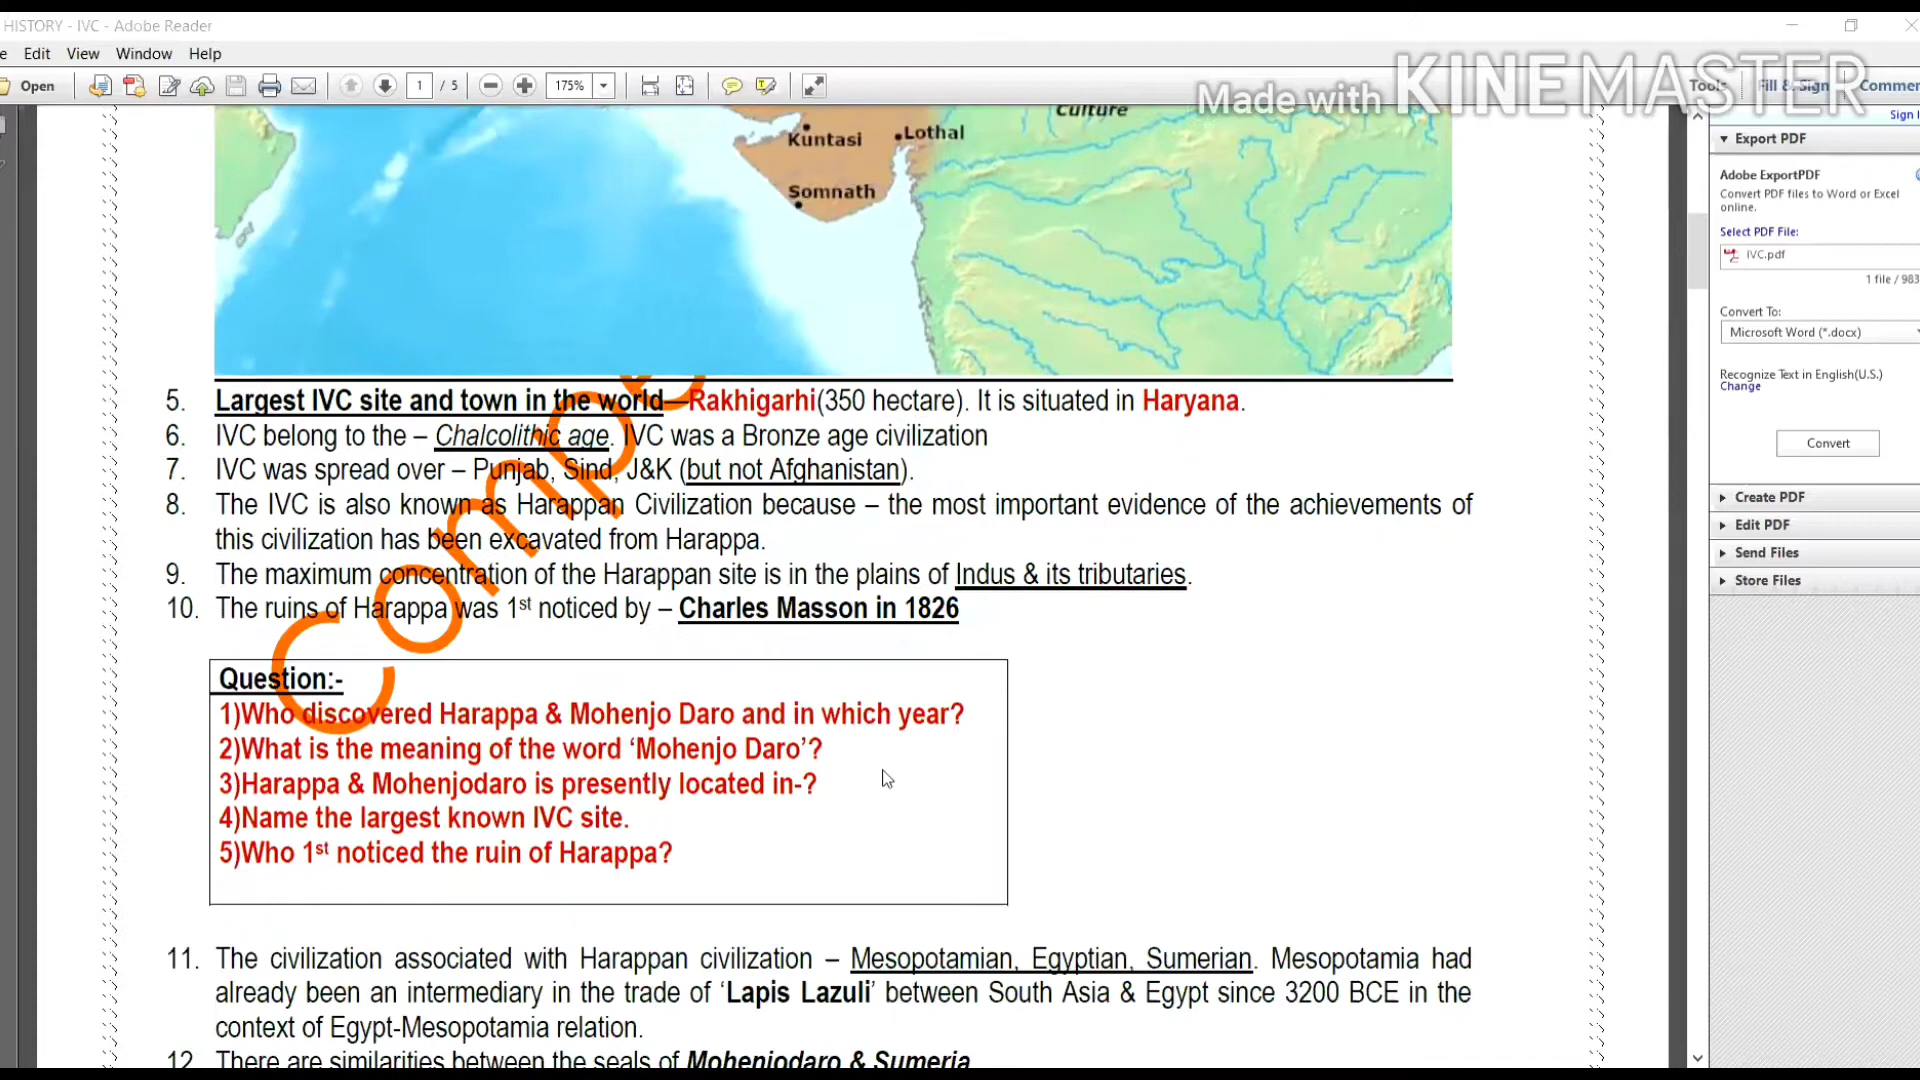 HISTORY - IVC - Adobe Reader
Edit View Window Help
Open 1 / 5 175% Tools Fill & Sign Commen
Made with KINEMASTER
Sign I
Export PDF
Adobe ExportPDF
Convert PDF files to Word or Excel
online.
Select PDF File:
IVC.pdf
1 file / 983
Convert To:
Microsoft Word (*.docx)
Recognize Text in English(U.S.)
Change
Convert
Create PDF
Edit PDF
Send Files
Store Files
Culture
Kuntasi
Lothal
Somnath
Comp
5. Largest IVC site and town in the world—Rakhigarhi(350 hectare). It is situated in Haryana.
6. IVC belong to the – Chalcolithic age. IVC was a Bronze age civilization
7. IVC was spread over – Punjab, Sind, J&K (but not Afghanistan).
8. The IVC is also known as Harappan Civilization because – the most important evidence of the achievements of
this civilization has been excavated from Harappa.
9. The maximum concentration of the Harappan site is in the plains of Indus & its tributaries.
10. The ruins of Harappa was 1st noticed by – Charles Masson in 1826
Question:-
1)Who discovered Harappa & Mohenjo Daro and in which year?
2)What is the meaning of the word ‘Mohenjo Daro’?
3)Harappa & Mohenjodaro is presently located in-?
4)Name the largest known IVC site.
5)Who 1st noticed the ruin of Harappa?
11. The civilization associated with Harappan civilization – Mesopotamian, Egyptian, Sumerian. Mesopotamia had
already been an intermediary in the trade of ‘Lapis Lazuli’ between South Asia & Egypt since 3200 BCE in the
context of Egypt-Mesopotamia relation.
12. There are similarities between the seals of Mohenjodaro & Sumeria